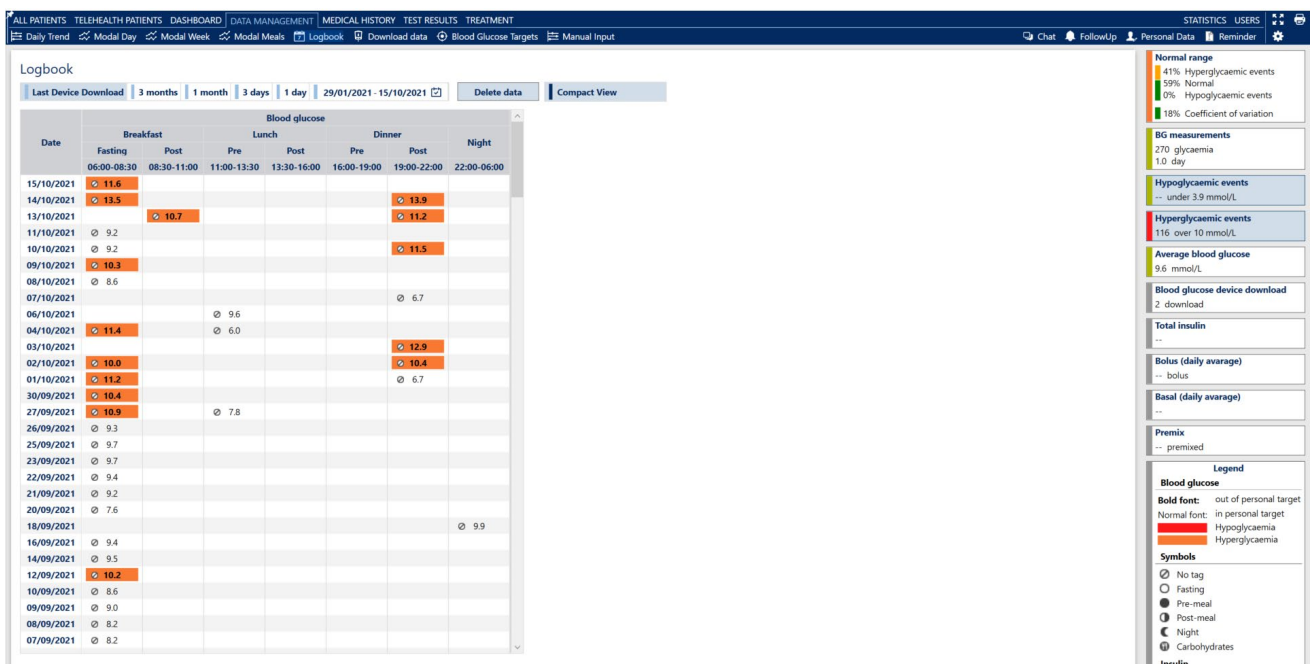 ALL PATIENTS TELEHEALTH PATIENTS DASHBOARD DATA MANAGEMENT MEDICAL HISTORY TEST RESULTS TREATMENT STATISTICS USERS
Daily Trend Modal Day Modal Week Modal Meals Logbook Download data Blood Glucose Targets Manual Input Chat FollowUp Personal Data Reminder
Logbook
Last Device Download 3 months 1 month 3 days 1 day 29/01/2021 - 15/10/2021 Delete data Compact View
Blood glucose
Date Breakfast Lunch Dinner Night
Fasting Post Pre Post Pre Post
06:00-08:30 08:30-11:00 11:00-13:30 13:30-16:00 16:00-19:00 19:00-22:00 22:00-06:00
15/10/2021 11.6
14/10/2021 13.5 13.9
13/10/2021 10.7 11.2
11/10/2021 9.2
10/10/2021 9.2 11.5
09/10/2021 10.3
08/10/2021 8.6
07/10/2021 6.7
06/10/2021 9.6
04/10/2021 11.4 6.0
03/10/2021 12.9
02/10/2021 10.0 10.4
01/10/2021 11.2 6.7
30/09/2021 10.4
27/09/2021 10.9 7.8
26/09/2021 9.3
25/09/2021 9.7
23/09/2021 9.7
22/09/2021 9.4
21/09/2021 9.2
20/09/2021 7.6
18/09/2021 9.9
16/09/2021 9.4
14/09/2021 9.5
12/09/2021 10.2
10/09/2021 8.6
09/09/2021 9.0
08/09/2021 8.2
07/09/2021 8.2
Normal range
41% Hyperglycaemic events
59% Normal
0% Hypoglycaemic events
18% Coefficient of variation
BG measurements
270 glycaemia
1.0 day
Hypoglycaemic events
-- under 3.9 mmol/L
Hyperglycaemic events
116 over 10 mmol/L
Average blood glucose
9.6 mmol/L
Blood glucose device download
2 download
Total insulin
--
Bolus (daily avarage)
-- bolus
Basal (daily avarage)
--
Premix
-- premixed
Legend
Blood glucose
Bold font: out of personal target
Normal font: in personal target
Hypoglycaemia
Hyperglycaemia
Symbols
No tag
Fasting
Pre-meal
Post-meal
Night
Carbohydrates
Insulin